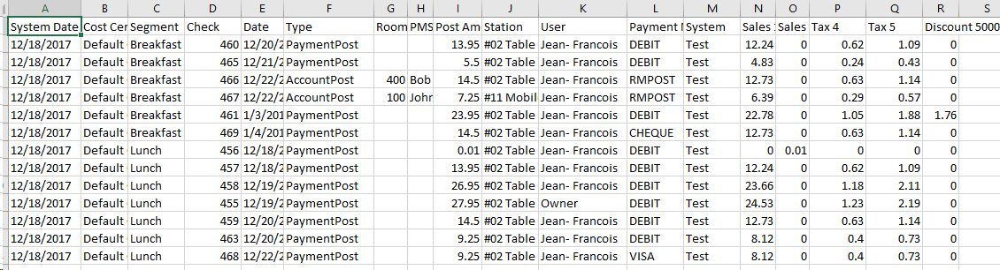 A B C D E F G H I J K L M N O P Q R S
System Date Cost Cen Segment Check Date Type Room PMS Post Am Station User Payment System Sales Sales Tax 4 Tax 5 Discount 5000
12/18/2017 Default Breakfast 460 12/20/2 PaymentPost 13.95 #02 Table Jean- Francois DEBIT Test 12.24 0 0.62 1.09 0
12/18/2017 Default Breakfast 465 12/21/2 PaymentPost 5.5 #02 Table Jean- Francois DEBIT Test 4.83 0 0.24 0.43 0
12/18/2017 Default Breakfast 466 12/22/2 AccountPost 400 Bob 14.5 #02 Table Jean- Francois RMPOST Test 12.73 0 0.63 1.14 0
12/18/2017 Default Breakfast 467 12/22/2 AccountPost 100 John 7.25 #11 Mobil Jean- Francois RMPOST Test 6.39 0 0.29 0.57 0
12/18/2017 Default Breakfast 461 1/3/201 PaymentPost 23.95 #02 Table Jean- Francois DEBIT Test 22.78 0 1.05 1.88 1.76
12/18/2017 Default Breakfast 469 1/4/201 PaymentPost 14.5 #02 Table Jean- Francois CHEQUE Test 12.73 0 0.63 1.14 0
12/18/2017 Default Lunch 456 12/18/2 PaymentPost 0.01 #02 Table Jean- Francois DEBIT Test 0 0.01 0 0 0
12/18/2017 Default Lunch 457 12/18/2 PaymentPost 13.95 #02 Table Jean- Francois DEBIT Test 12.24 0 0.62 1.09 0
12/18/2017 Default Lunch 458 12/19/2 PaymentPost 26.95 #02 Table Jean- Francois DEBIT Test 23.66 0 1.18 2.11 0
12/18/2017 Default Lunch 455 12/19/2 PaymentPost 27.95 #02 Table Owner DEBIT Test 24.53 0 1.23 2.19 0
12/18/2017 Default Lunch 459 12/20/2 PaymentPost 14.5 #02 Table Jean- Francois DEBIT Test 12.73 0 0.63 1.14 0
12/18/2017 Default Lunch 463 12/20/2 PaymentPost 9.25 #02 Table Jean- Francois DEBIT Test 8.12 0 0.4 0.73 0
12/18/2017 Default Lunch 468 12/22/2 PaymentPost 9.25 #02 Table Jean- Francois VISA Test 8.12 0 0.4 0.73 0